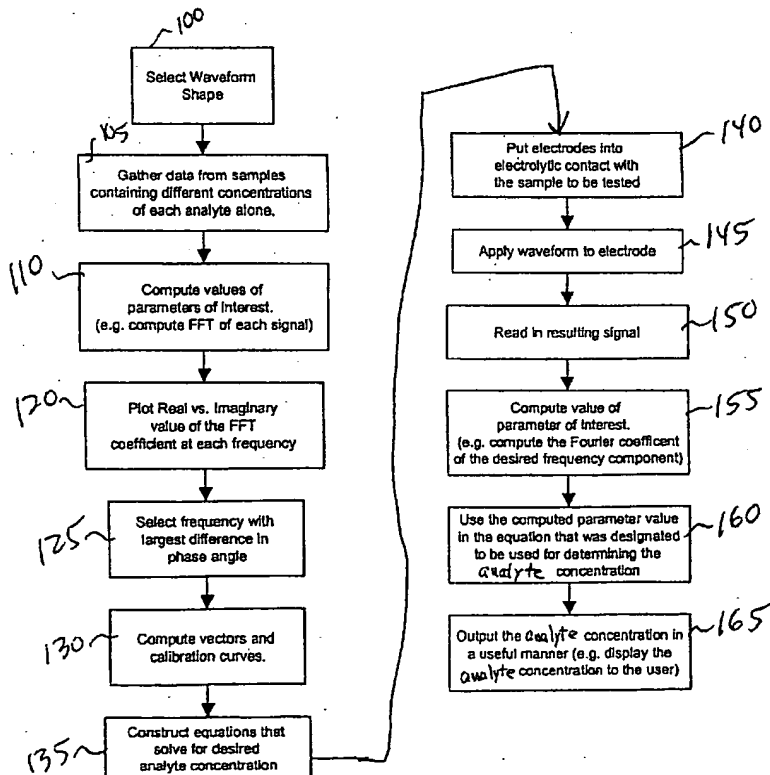 100
Select Waveform
Shape
105
Gather data from samples
containing different concentrations
of each analyte alone.
110
Compute values of
parameters of interest.
(e.g. compute FFT of each signal)
120
Plot Real vs. Imaginary
value of the FFT
coefficient at each frequency
125
Select frequency with
largest difference in
phase angle
130
Compute vectors and
calibration curves.
135
Construct equations that
solve for desired
analyte concentration
140
Put electrodes into
electrolytic contact with
the sample to be tested
145
Apply waveform to electrode
150
Read in resulting signal
155
Compute value of
parameter of interest.
(e.g. compute the Fourier coefficent
of the desired frequency component)
160
Use the computed parameter value
in the equation that was designated
to be used for determining the
analyte concentration
165
Output the analyte concentration in
a useful manner (e.g. display the
analyte concentration to the user)